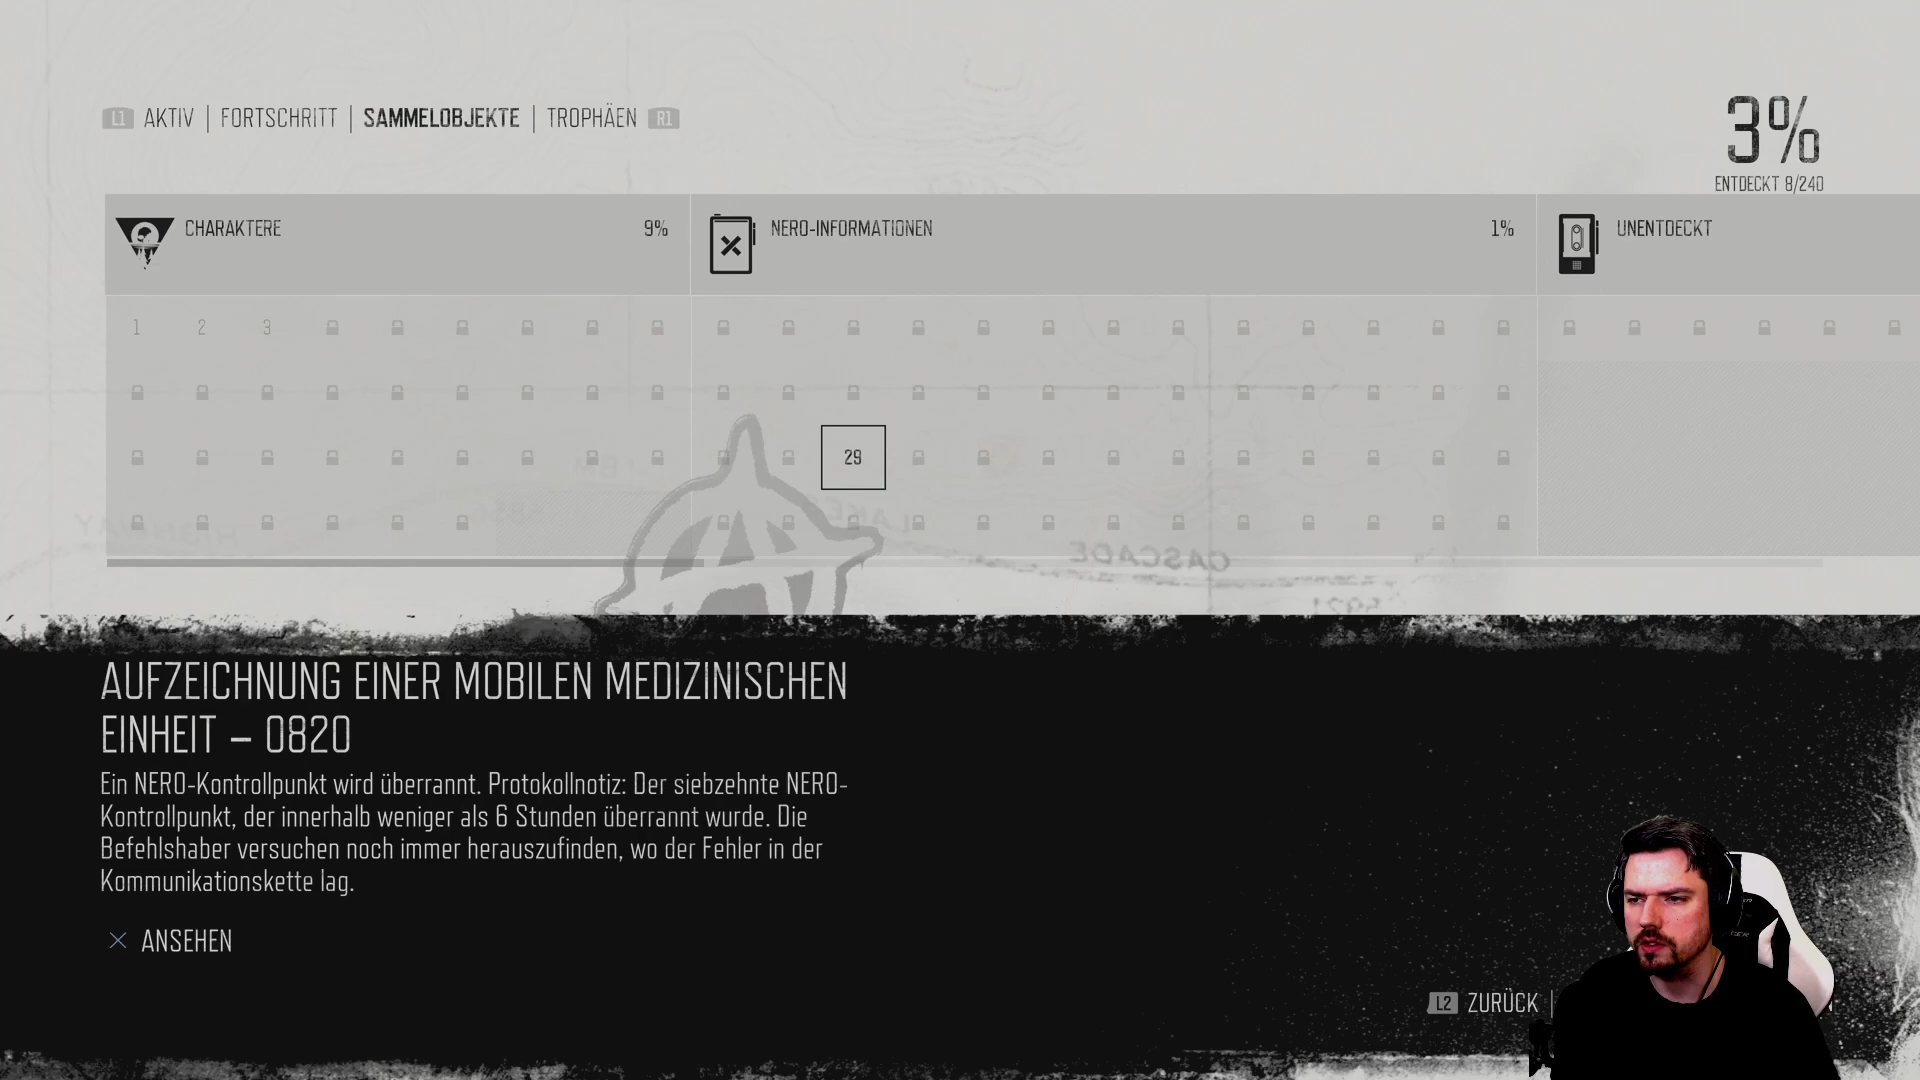 L1 AKTIV | FORTSCHRITT | SAMMELOBJEKTE | TROPHÄEN R1
3%
ENTDECKT 8/240
CHARAKTERE 9%
NERO-INFORMATIONEN 1%
UNENTDECKT
1 2 3
29
HIGHWAY
LAKE
CASCADE
AUFZEICHNUNG EINER MOBILEN MEDIZINISCHEN
EINHEIT – 0820
Ein NERO-Kontrollpunkt wird überrannt. Protokollnotiz: Der siebzehnte NERO-
Kontrollpunkt, der innerhalb weniger als 6 Stunden überrannt wurde. Die
Befehlshaber versuchen noch immer herauszufinden, wo der Fehler in der
Kommunikationskette lag.
ANSEHEN
L2 ZURÜCK |